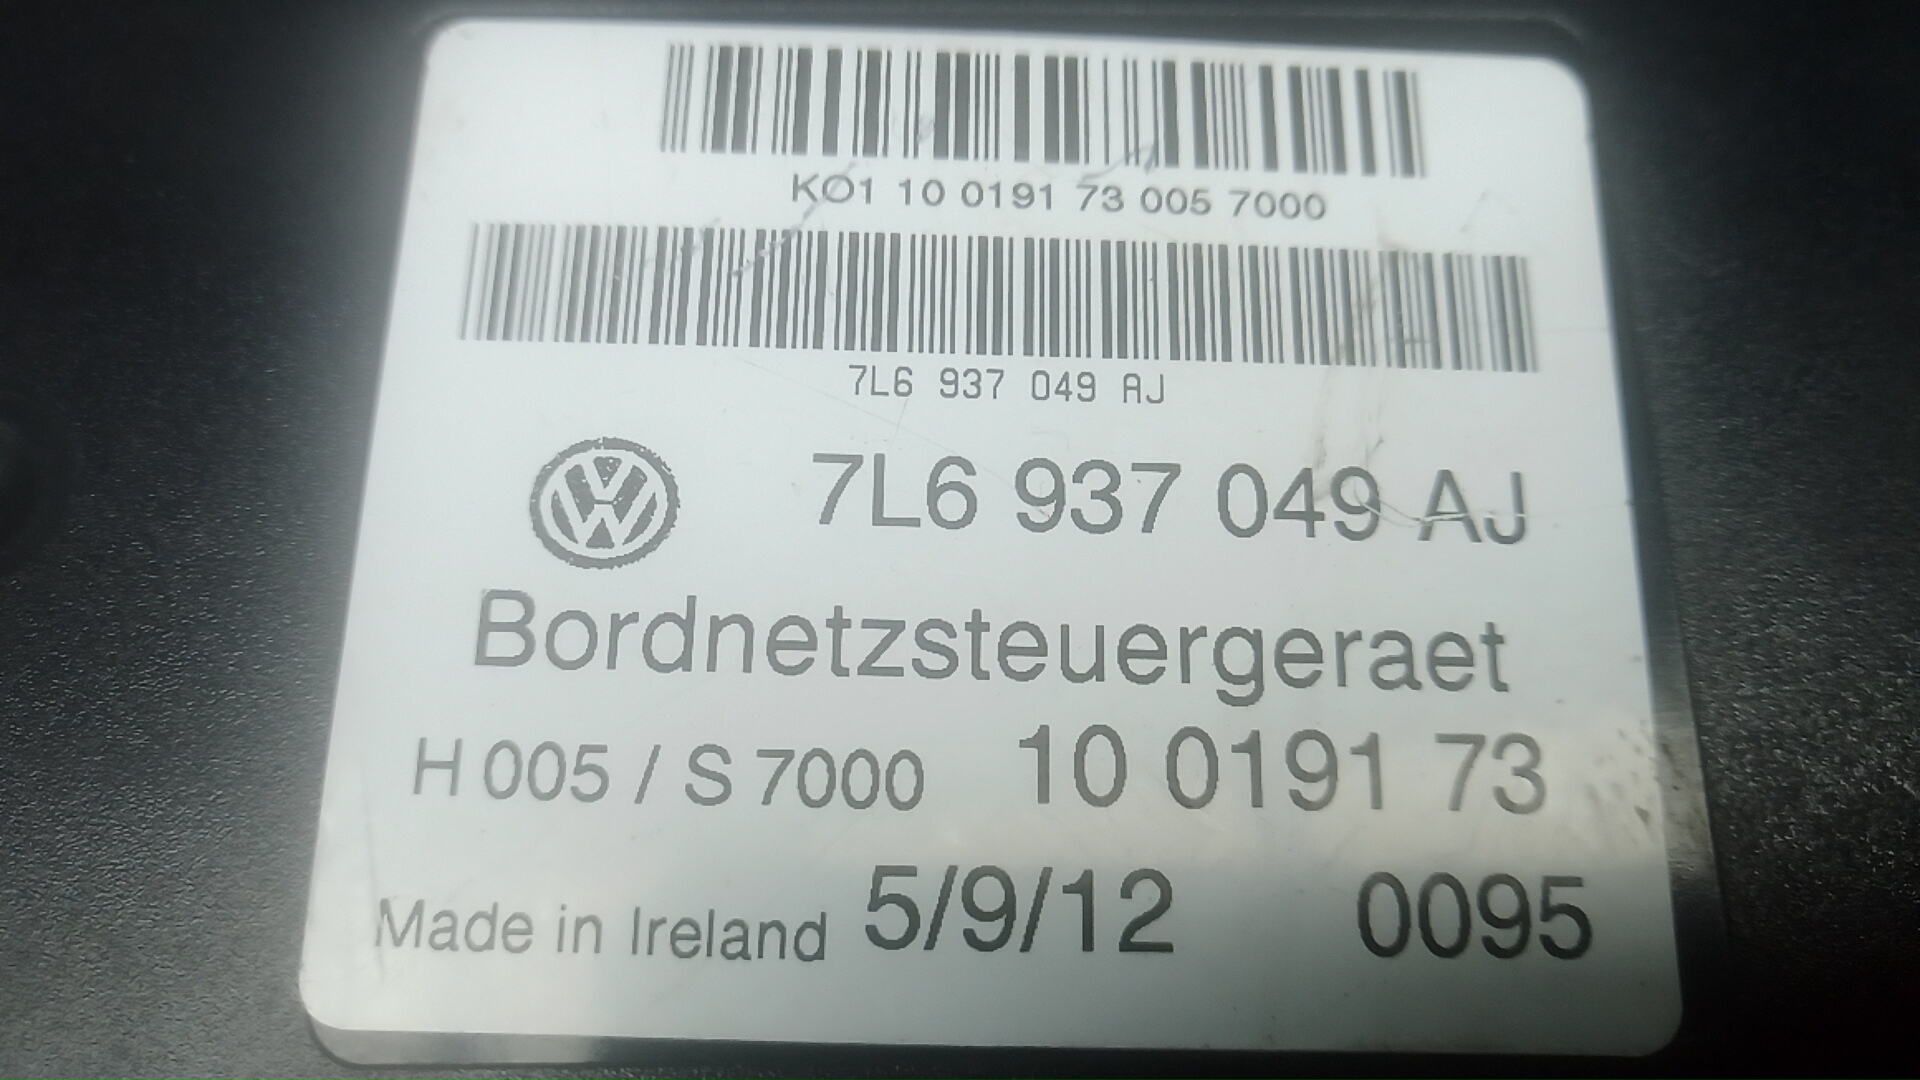 KO1 10 0191 73 005 7000
7L6 937 049 AJ
7L6 937 049 AJ
Bordnetzsteuergeraet
H 005 / S 7000 10 0191 73
Made in Ireland 5/9/12 0095